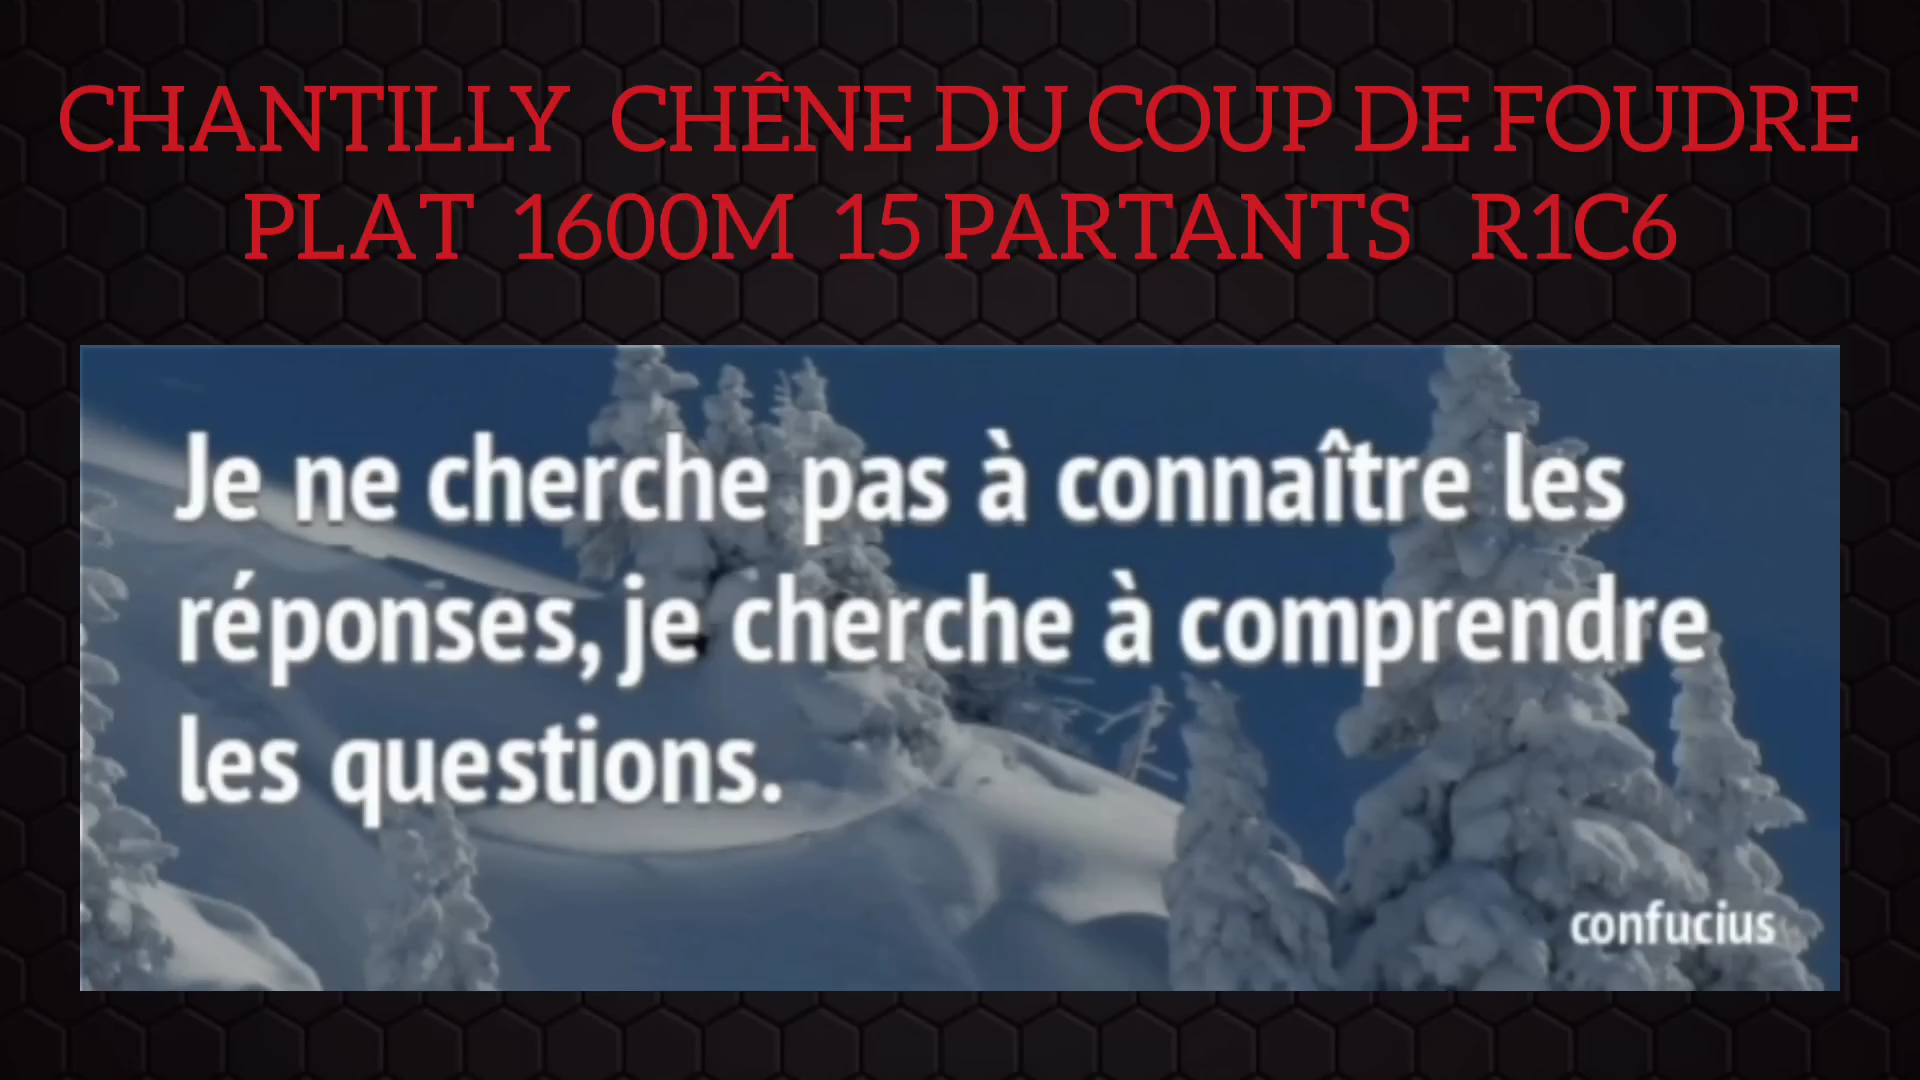 CHANTILLY CHÊNE DU COUP DE FOUDRE
PLAT 1600M 15 PARTANTS R1C6
Je ne cherche pas à connaître les
réponses, je cherche à comprendre
les questions.
confucius